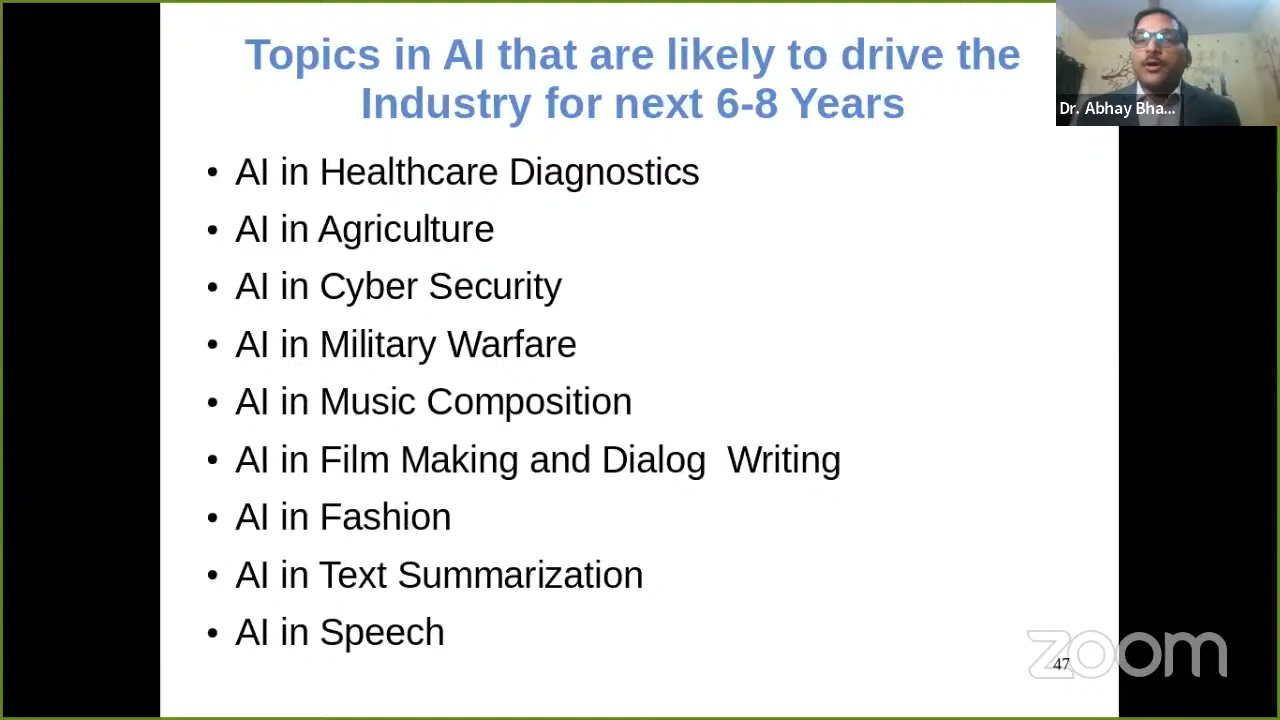 Topics in AI that are likely to drive the
Industry for next 6-8 Years
Dr. Abhay Bha...
• AI in Healthcare Diagnostics
• AI in Agriculture
• AI in Cyber Security
• AI in Military Warfare
• AI in Music Composition
• AI in Film Making and Dialog  Writing
• AI in Fashion
• AI in Text Summarization
• AI in Speech
47
zoom